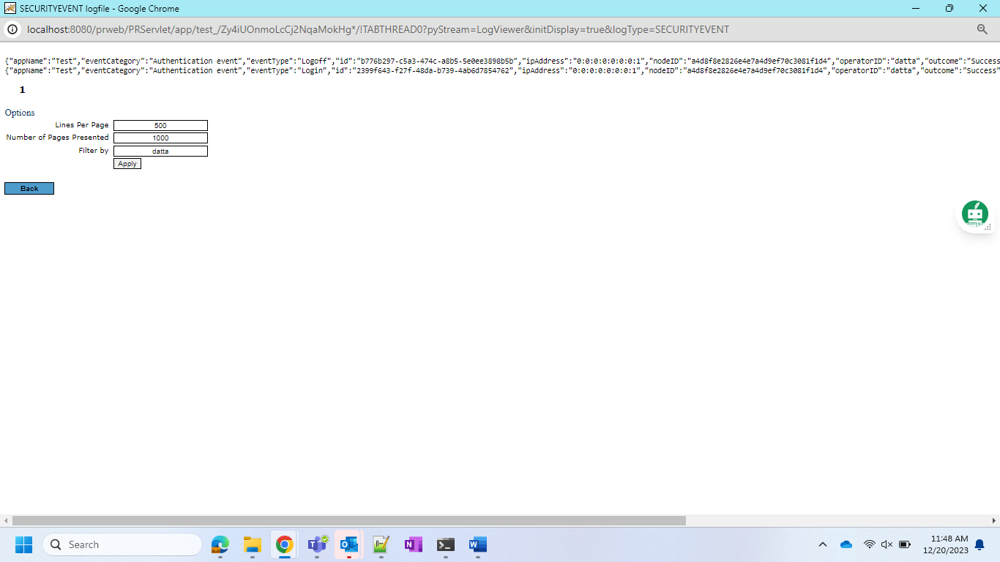 SECURITYEVENT logfile - Google Chrome
localhost:8080/prweb/PRServlet/app/test_/Zy4iUOnmoLcCj2NqaMokHg*/!TABTHREAD0?pyStream=LogViewer&initDisplay=true&logType=SECURITYEVENT
{"appName":"Test","eventCategory":"Authentication event","eventType":"Logoff","id":"b776b297-c5a3-474c-a8b5-5e0ee3898b5b","ipAddress":"0:0:0:0:0:0:0:1","nodeID":"a4d8f8e2826e4e7a4d9ef70c3081f1d4","operatorID":"datta","outcome":"Success
{"appName":"Test","eventCategory":"Authentication event","eventType":"Login","id":"2399f643-f27f-48da-b739-4ab6d7854762","ipAddress":"0:0:0:0:0:0:0:1","nodeID":"a4d8f8e2826e4e7a4d9ef70c3081f1d4","operatorID":"datta","outcome":"Success"
1
Options
Lines Per Page 500
Number of Pages Presented 1000
Filter by datta
Apply
Back
Search
11:48 AM
12/20/2023